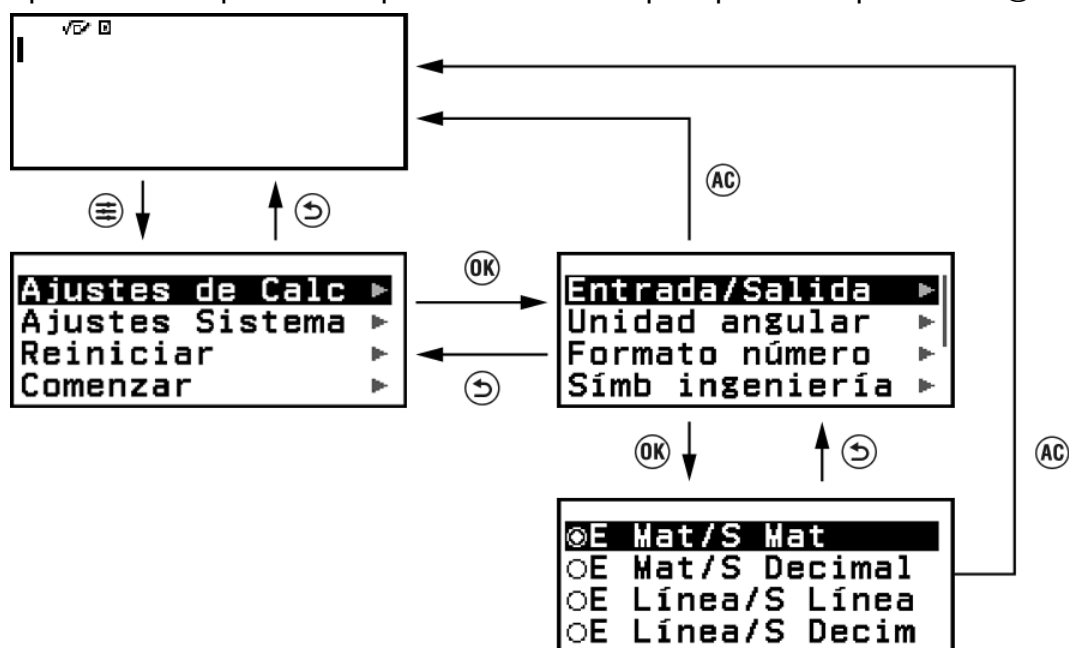 √ D
Ajustes de Calc
Ajustes Sistema
Reiniciar
Comenzar
OK
AC
Entrada/Salida
Unidad angular
Formato número
Símb ingeniería
OK
AC
E Mat/S Mat
E Mat/S Decimal
E Línea/S Línea
E Línea/S Decim